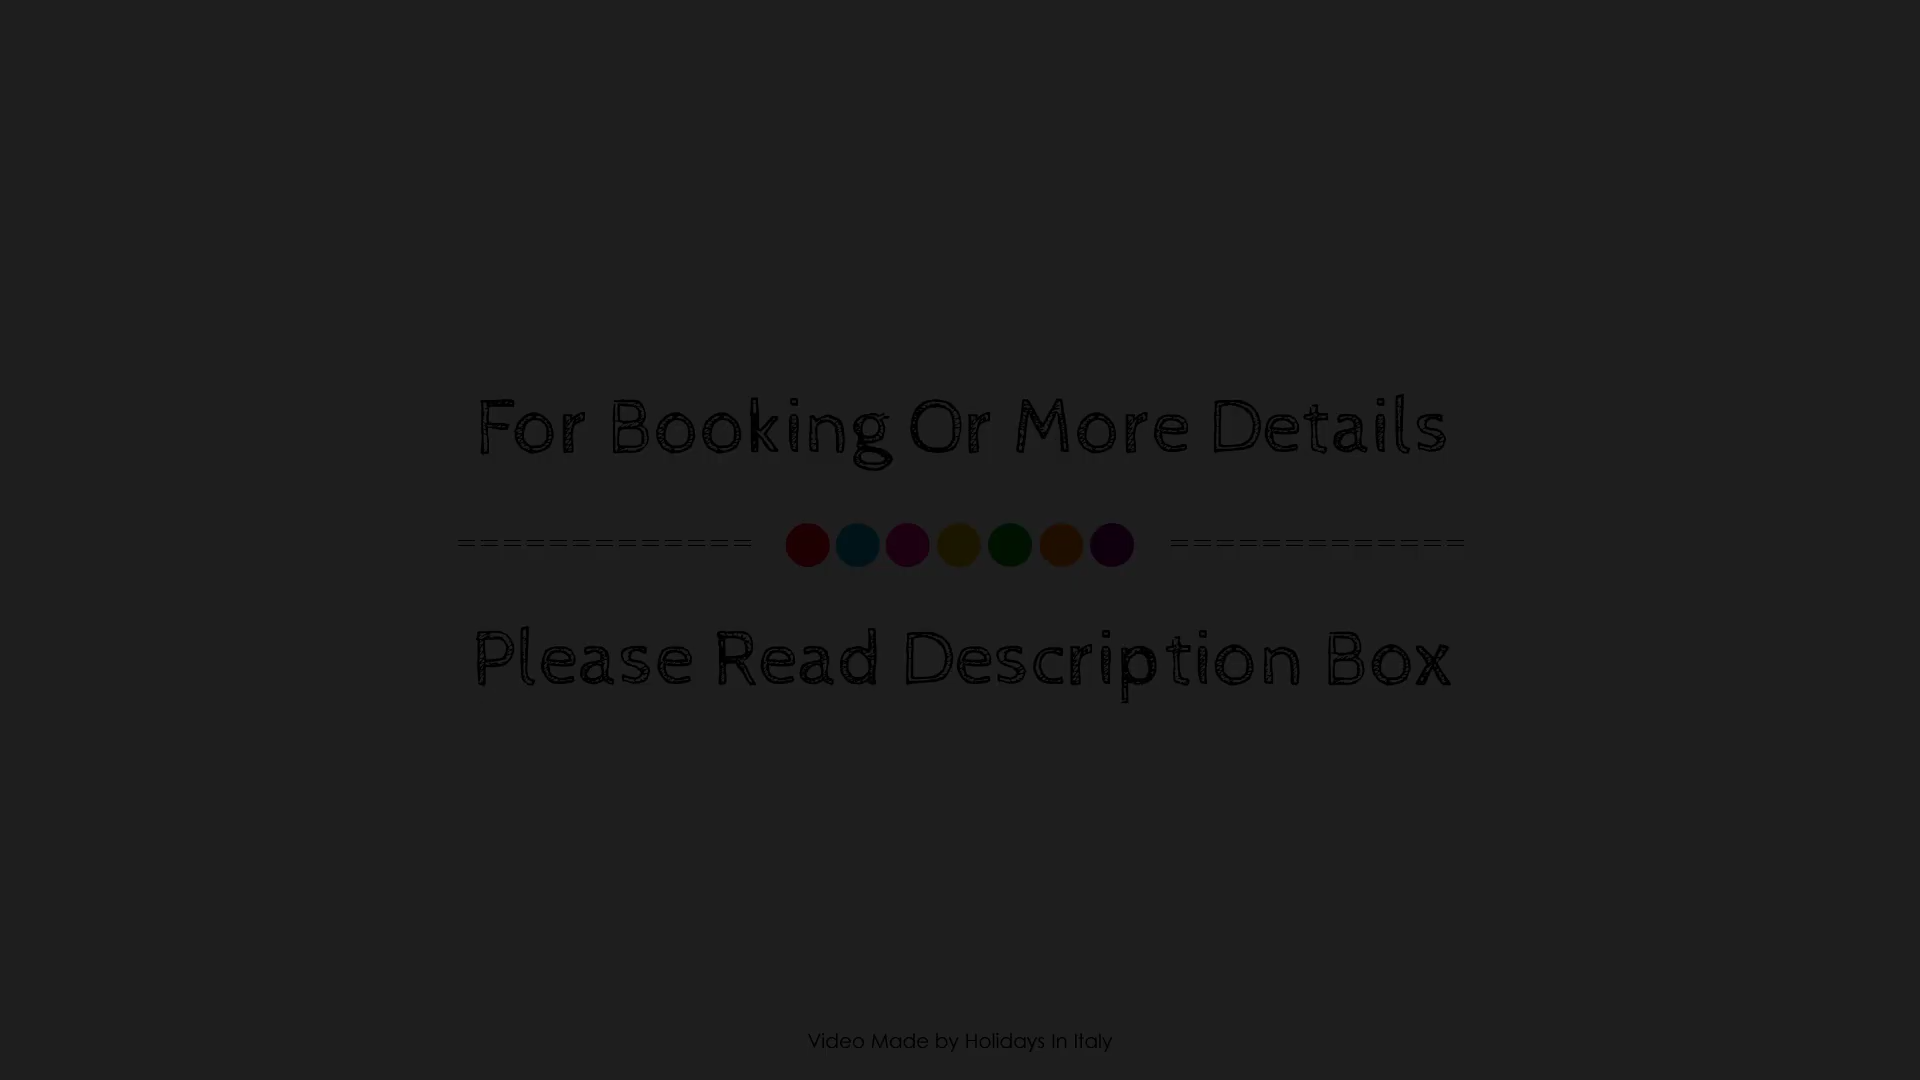 For Booking Or More Details
============= =============
Please Read Description Box
Video Made by Holidays In Italy